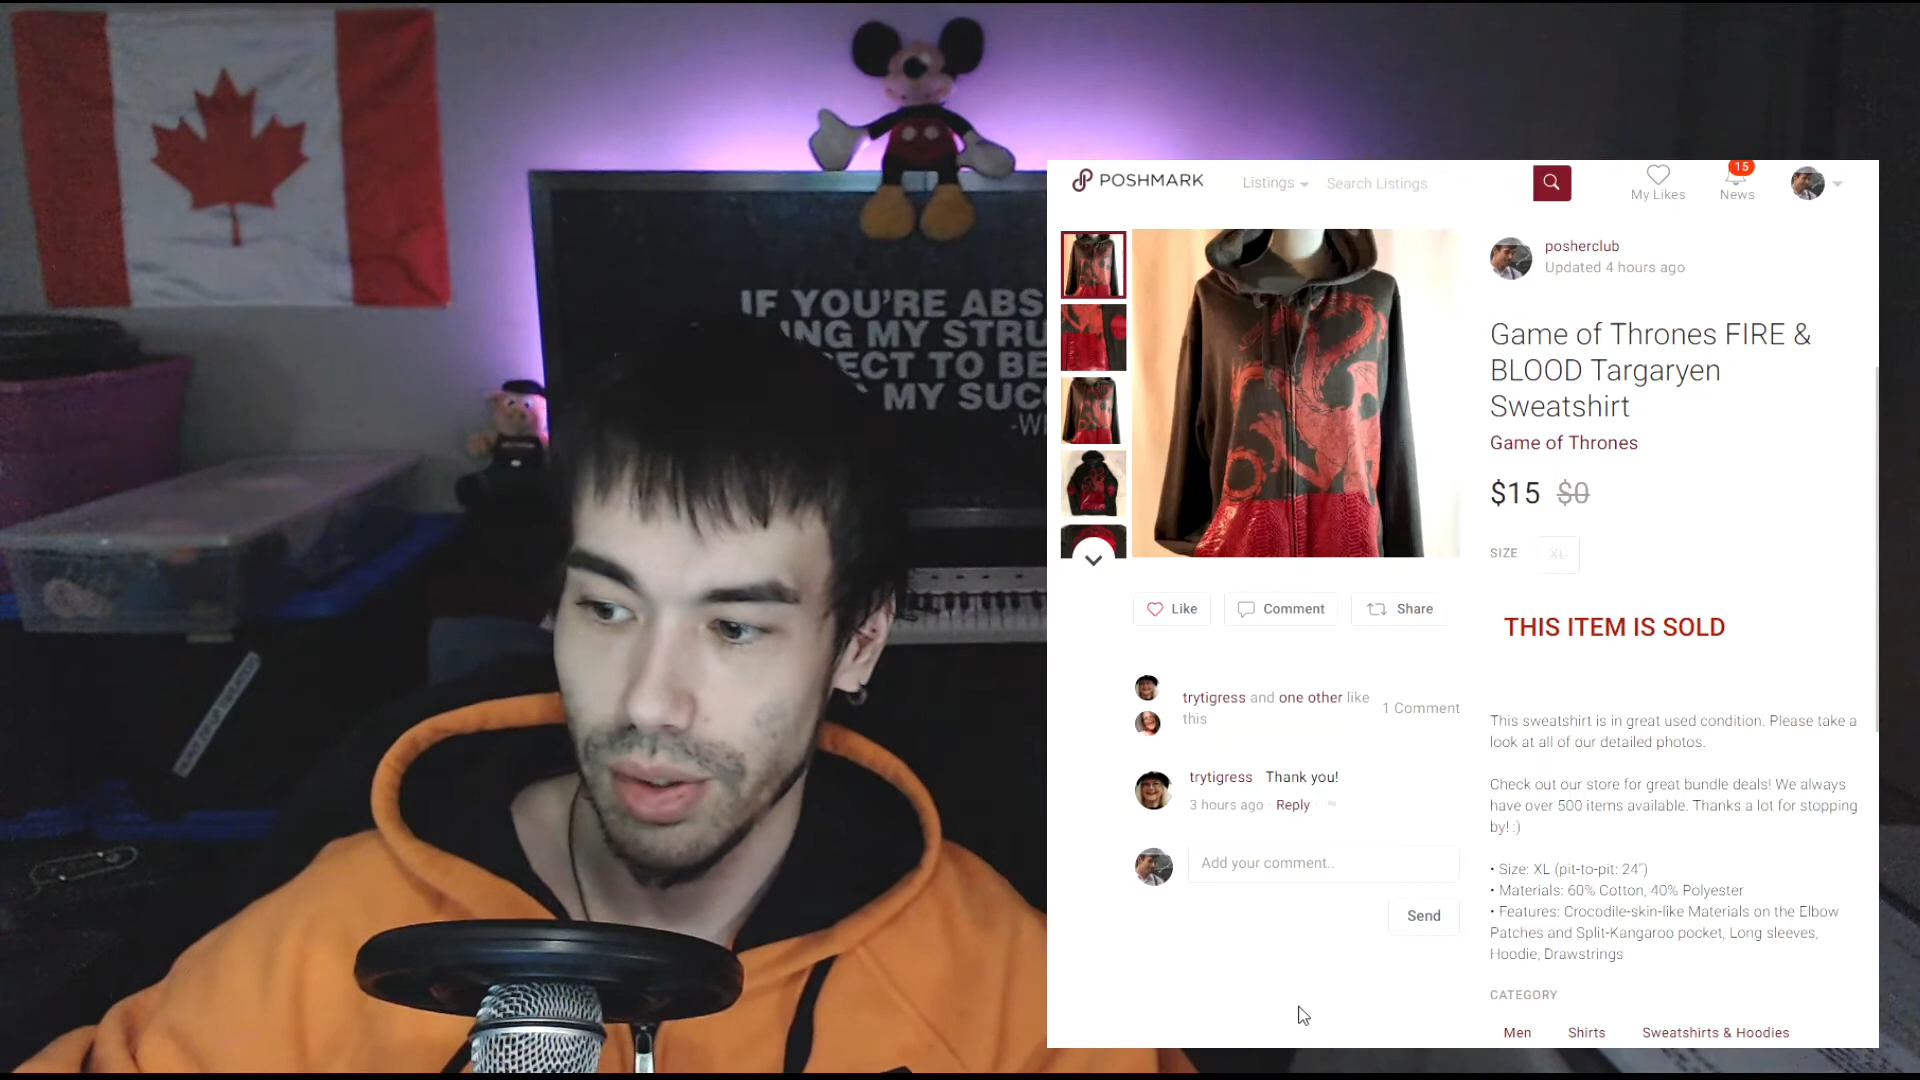 IF YOU'RE ABS
ING MY STRU
ECT TO BE
MY SUCC
POSHMARK
Listings
Search Listings
My Likes
15
News
posherclub
Updated 4 hours ago
Game of Thrones FIRE &
BLOOD Targaryen
Sweatshirt
Game of Thrones
$15 $0
SIZE XL
THIS ITEM IS SOLD
Like
Comment
Share
trytigress and one other like
this
1 Comment
trytigress Thank you!
3 hours ago · Reply
Add your comment..
Send
This sweatshirt is in great used condition. Please take a
look at all of our detailed photos.
Check out our store for great bundle deals! We always
have over 500 items available. Thanks a lot for stopping
by! :)
• Size: XL (pit-to-pit: 24")
• Materials: 60% Cotton, 40% Polyester
• Features: Crocodile-skin-like Materials on the Elbow
Patches and Split-Kangaroo pocket, Long sleeves,
Hoodie, Drawstrings
CATEGORY
Men Shirts Sweatshirts & Hoodies